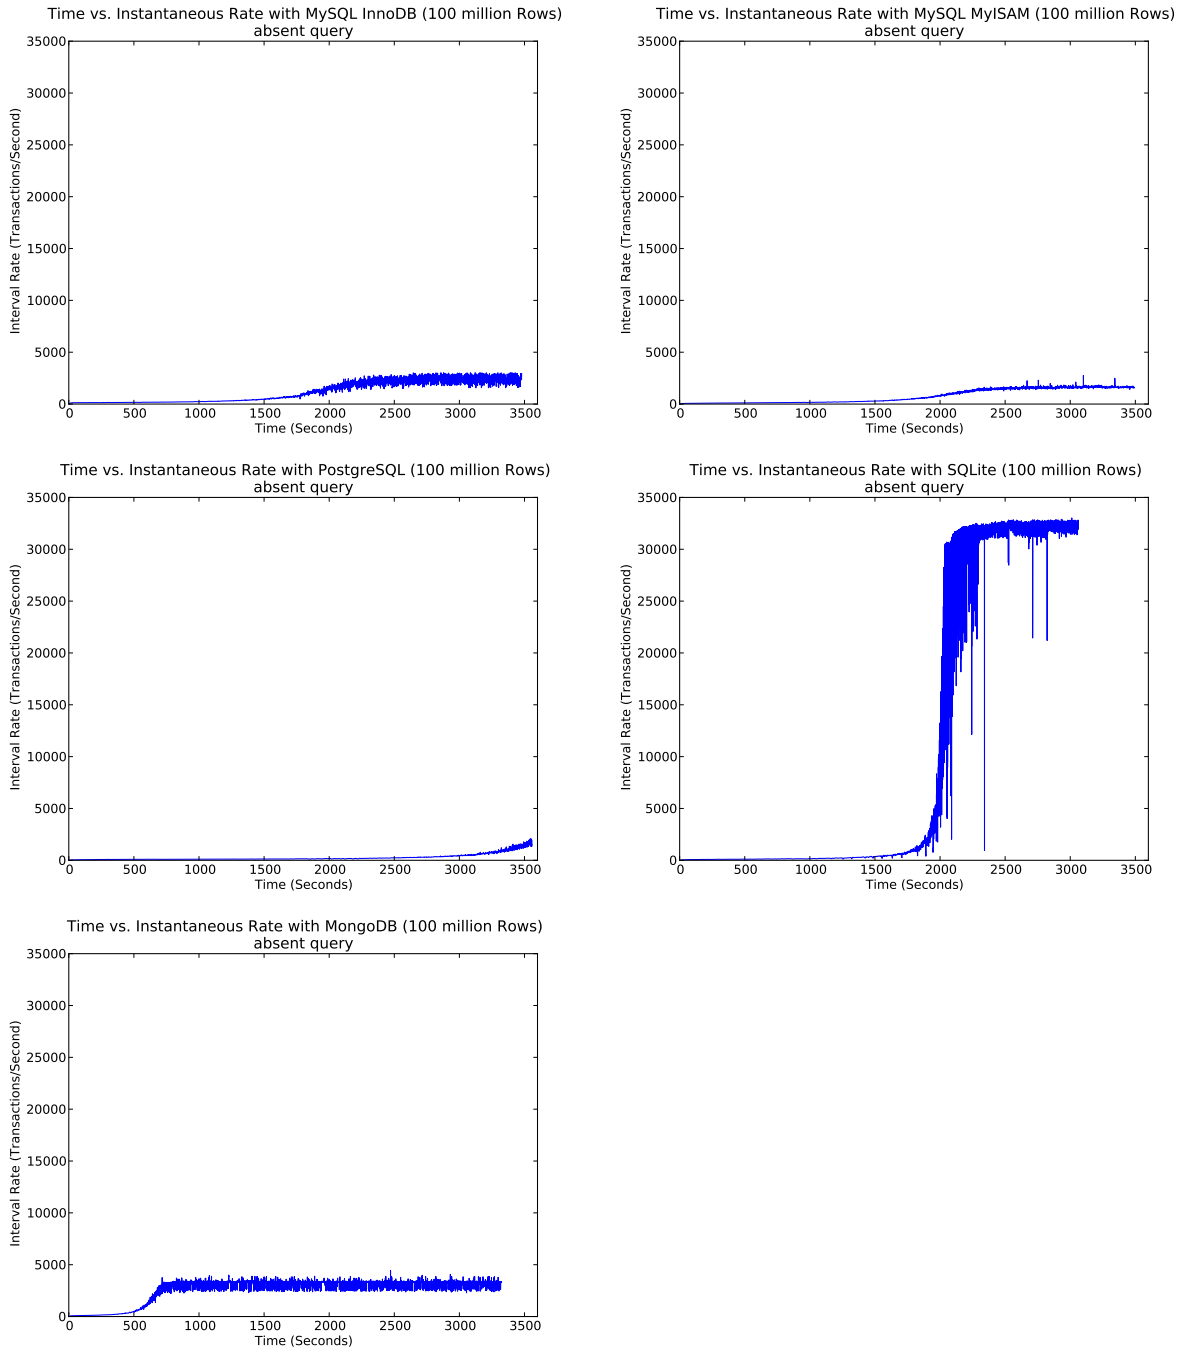 Time vs. Instantaneous Rate with MySQL InnoDB (100 million Rows)
absent query
35000
30000
25000
20000
15000
10000
5000
0
Interval Rate (Transactions/Second)
0 500 1000 1500 2000 2500 3000 3500
Time (Seconds)
Time vs. Instantaneous Rate with MySQL MyISAM (100 million Rows)
absent query
35000
30000
25000
20000
15000
10000
5000
0
Interval Rate (Transactions/Second)
0 500 1000 1500 2000 2500 3000 3500
Time (Seconds)
Time vs. Instantaneous Rate with PostgreSQL (100 million Rows)
absent query
35000
30000
25000
20000
15000
10000
5000
0
Interval Rate (Transactions/Second)
0 500 1000 1500 2000 2500 3000 3500
Time (Seconds)
Time vs. Instantaneous Rate with SQLite (100 million Rows)
absent query
35000
30000
25000
20000
15000
10000
5000
0
Interval Rate (Transactions/Second)
0 500 1000 1500 2000 2500 3000 3500
Time (Seconds)
Time vs. Instantaneous Rate with MongoDB (100 million Rows)
absent query
35000
30000
25000
20000
15000
10000
5000
0
Interval Rate (Transactions/Second)
0 500 1000 1500 2000 2500 3000 3500
Time (Seconds)